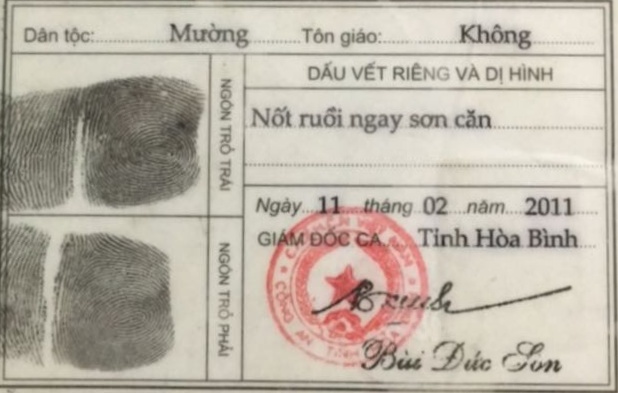 Dân tộc: Mường Tôn giáo: Không
NGÓN TRỎ TRÁI
DẤU VẾT RIÊNG VÀ DỊ HÌNH
Nốt ruồi ngay sơn căn
Ngày 11 tháng 02 năm 2011
GIÁM ĐỐC CA. Tỉnh Hòa Bình
NGÓN TRỎ PHẢI
CÔNG AN TỈNH
Bùi Đức Sơn